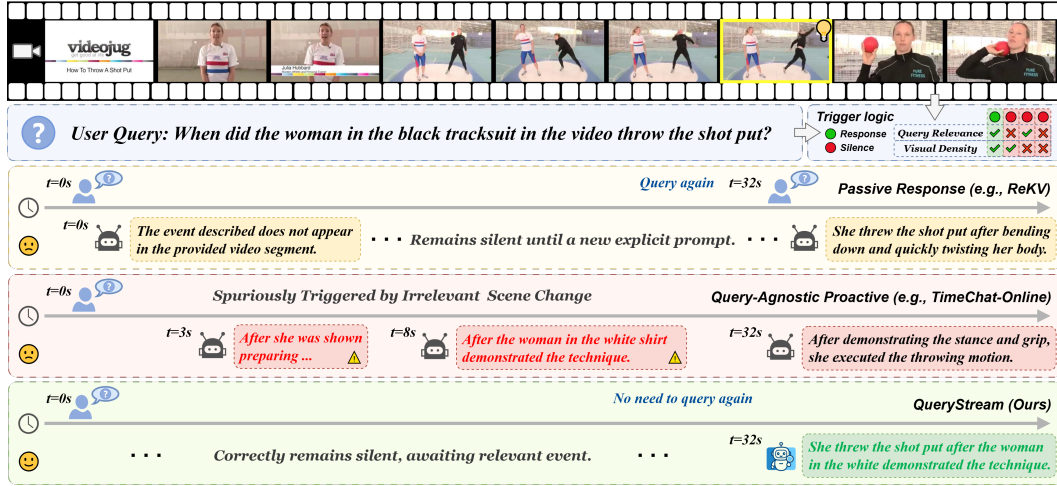 videojug
How To Throw A Shot Put
Julia Hubbard
User Query: When did the woman in the black tracksuit in the video throw the shot put?
Trigger logic
Response
Silence
Query Relevance
Visual Density
t=0s
Query again
t=32s
Passive Response (e.g., ReKV)
t=0s
The event described does not appear
in the provided video segment.
Remains silent until a new explicit prompt.
She threw the shot put after bending
down and quickly twisting her body.
t=0s
Spuriously Triggered by Irrelevant Scene Change
Query-Agnostic Proactive (e.g., TimeChat-Online)
t=3s
After she was shown
preparing ...
t=8s
After the woman in the white shirt
demonstrated the technique.
t=32s
After demonstrating the stance and grip,
she executed the throwing motion.
t=0s
No need to query again
QueryStream (Ours)
Correctly remains silent, awaiting relevant event.
t=32s
She threw the shot put after the woman
in the white demonstrated the technique.